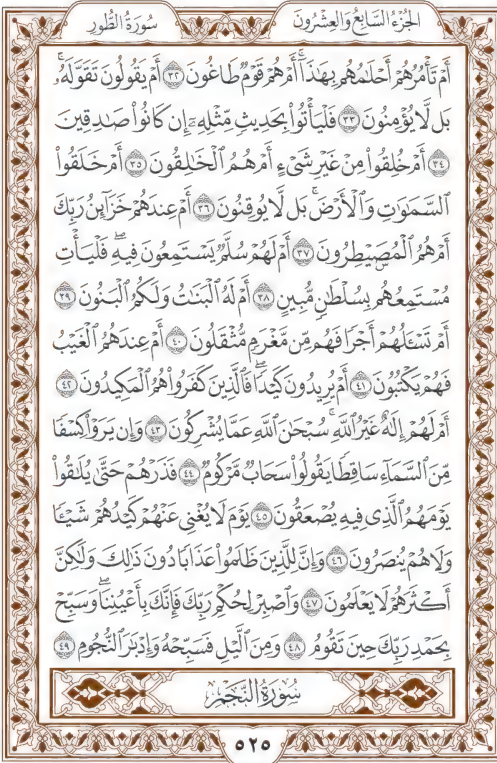 الجزء السابع والعشرون سورة الطور
أَمْ تَأْمُرُهُمْ أَحْلَٰمُهُم بِهَٰذَآ أَمْ هُمْ قَوْمٌ طَاغُونَ ٣٢ أَمْ يَقُولُونَ تَقَوَّلَهُۥ ۚ
بَل لَّا يُؤْمِنُونَ ٣٣ فَلْيَأْتُوا۟ بِحَدِيثٍ مِّثْلِهِۦٓ إِن كَانُوا۟ صَٰدِقِينَ
٣٤ أَمْ خُلِقُوا۟ مِنْ غَيْرِ شَىْءٍ أَمْ هُمُ ٱلْخَٰلِقُونَ ٣٥ أَمْ خَلَقُوا۟
ٱلسَّمَٰوَٰتِ وَٱلْأَرْضَ ۚ بَل لَّا يُوقِنُونَ ٣٦ أَمْ عِندَهُمْ خَزَآئِنُ رَبِّكَ
أَمْ هُمُ ٱلْمُصَۣيْطِرُونَ ٣٧ أَمْ لَهُمْ سُلَّمٌ يَسْتَمِعُونَ فِيهِ ۖ فَلْيَأْتِ
مُسْتَمِعُهُم بِسُلْطَٰنٍ مُّبِينٍ ٣٨ أَمْ لَهُ ٱلْبَنَٰتُ وَلَكُمُ ٱلْبَنُونَ ٣٩
أَمْ تَسْـَٔلُهُمْ أَجْرًا فَهُم مِّن مَّغْرَمٍ مُّثْقَلُونَ ٤٠ أَمْ عِندَهُمُ ٱلْغَيْبُ
فَهُمْ يَكْتُبُونَ ٤١ أَمْ يُرِيدُونَ كَيْدًا ۖ فَٱلَّذِينَ كَفَرُوا۟ هُمُ ٱلْمَكِيدُونَ ٤٢
أَمْ لَهُمْ إِلَٰهٌ غَيْرُ ٱللَّهِ ۚ سُبْحَٰنَ ٱللَّهِ عَمَّا يُشْرِكُونَ ٤٣ وَإِن يَرَوْا۟ كِسْفًا
مِّنَ ٱلسَّمَآءِ سَاقِطًا يَقُولُوا۟ سَحَابٌ مَّرْكُومٌ ٤٤ فَذَرْهُمْ حَتَّىٰ يُلَٰقُوا۟
يَوْمَهُمُ ٱلَّذِى فِيهِ يُصْعَقُونَ ٤٥ يَوْمَ لَا يُغْنِى عَنْهُمْ كَيْدُهُمْ شَيْـًٔا
وَلَا هُمْ يُنصَرُونَ ٤٦ وَإِنَّ لِلَّذِينَ ظَلَمُوا۟ عَذَابًا دُونَ ذَٰلِكَ وَلَٰكِنَّ
أَكْثَرَهُمْ لَا يَعْلَمُونَ ٤٧ وَٱصْبِرْ لِحُكْمِ رَبِّكَ فَإِنَّكَ بِأَعْيُنِنَا ۖ وَسَبِّحْ
بِحَمْدِ رَبِّكَ حِينَ تَقُومُ ٤٨ وَمِنَ ٱلَّيْلِ فَسَبِّحْهُ وَإِدْبَٰرَ ٱلنُّجُومِ ٤٩
سُورَةُ النَّجْمِ
٥٢٥